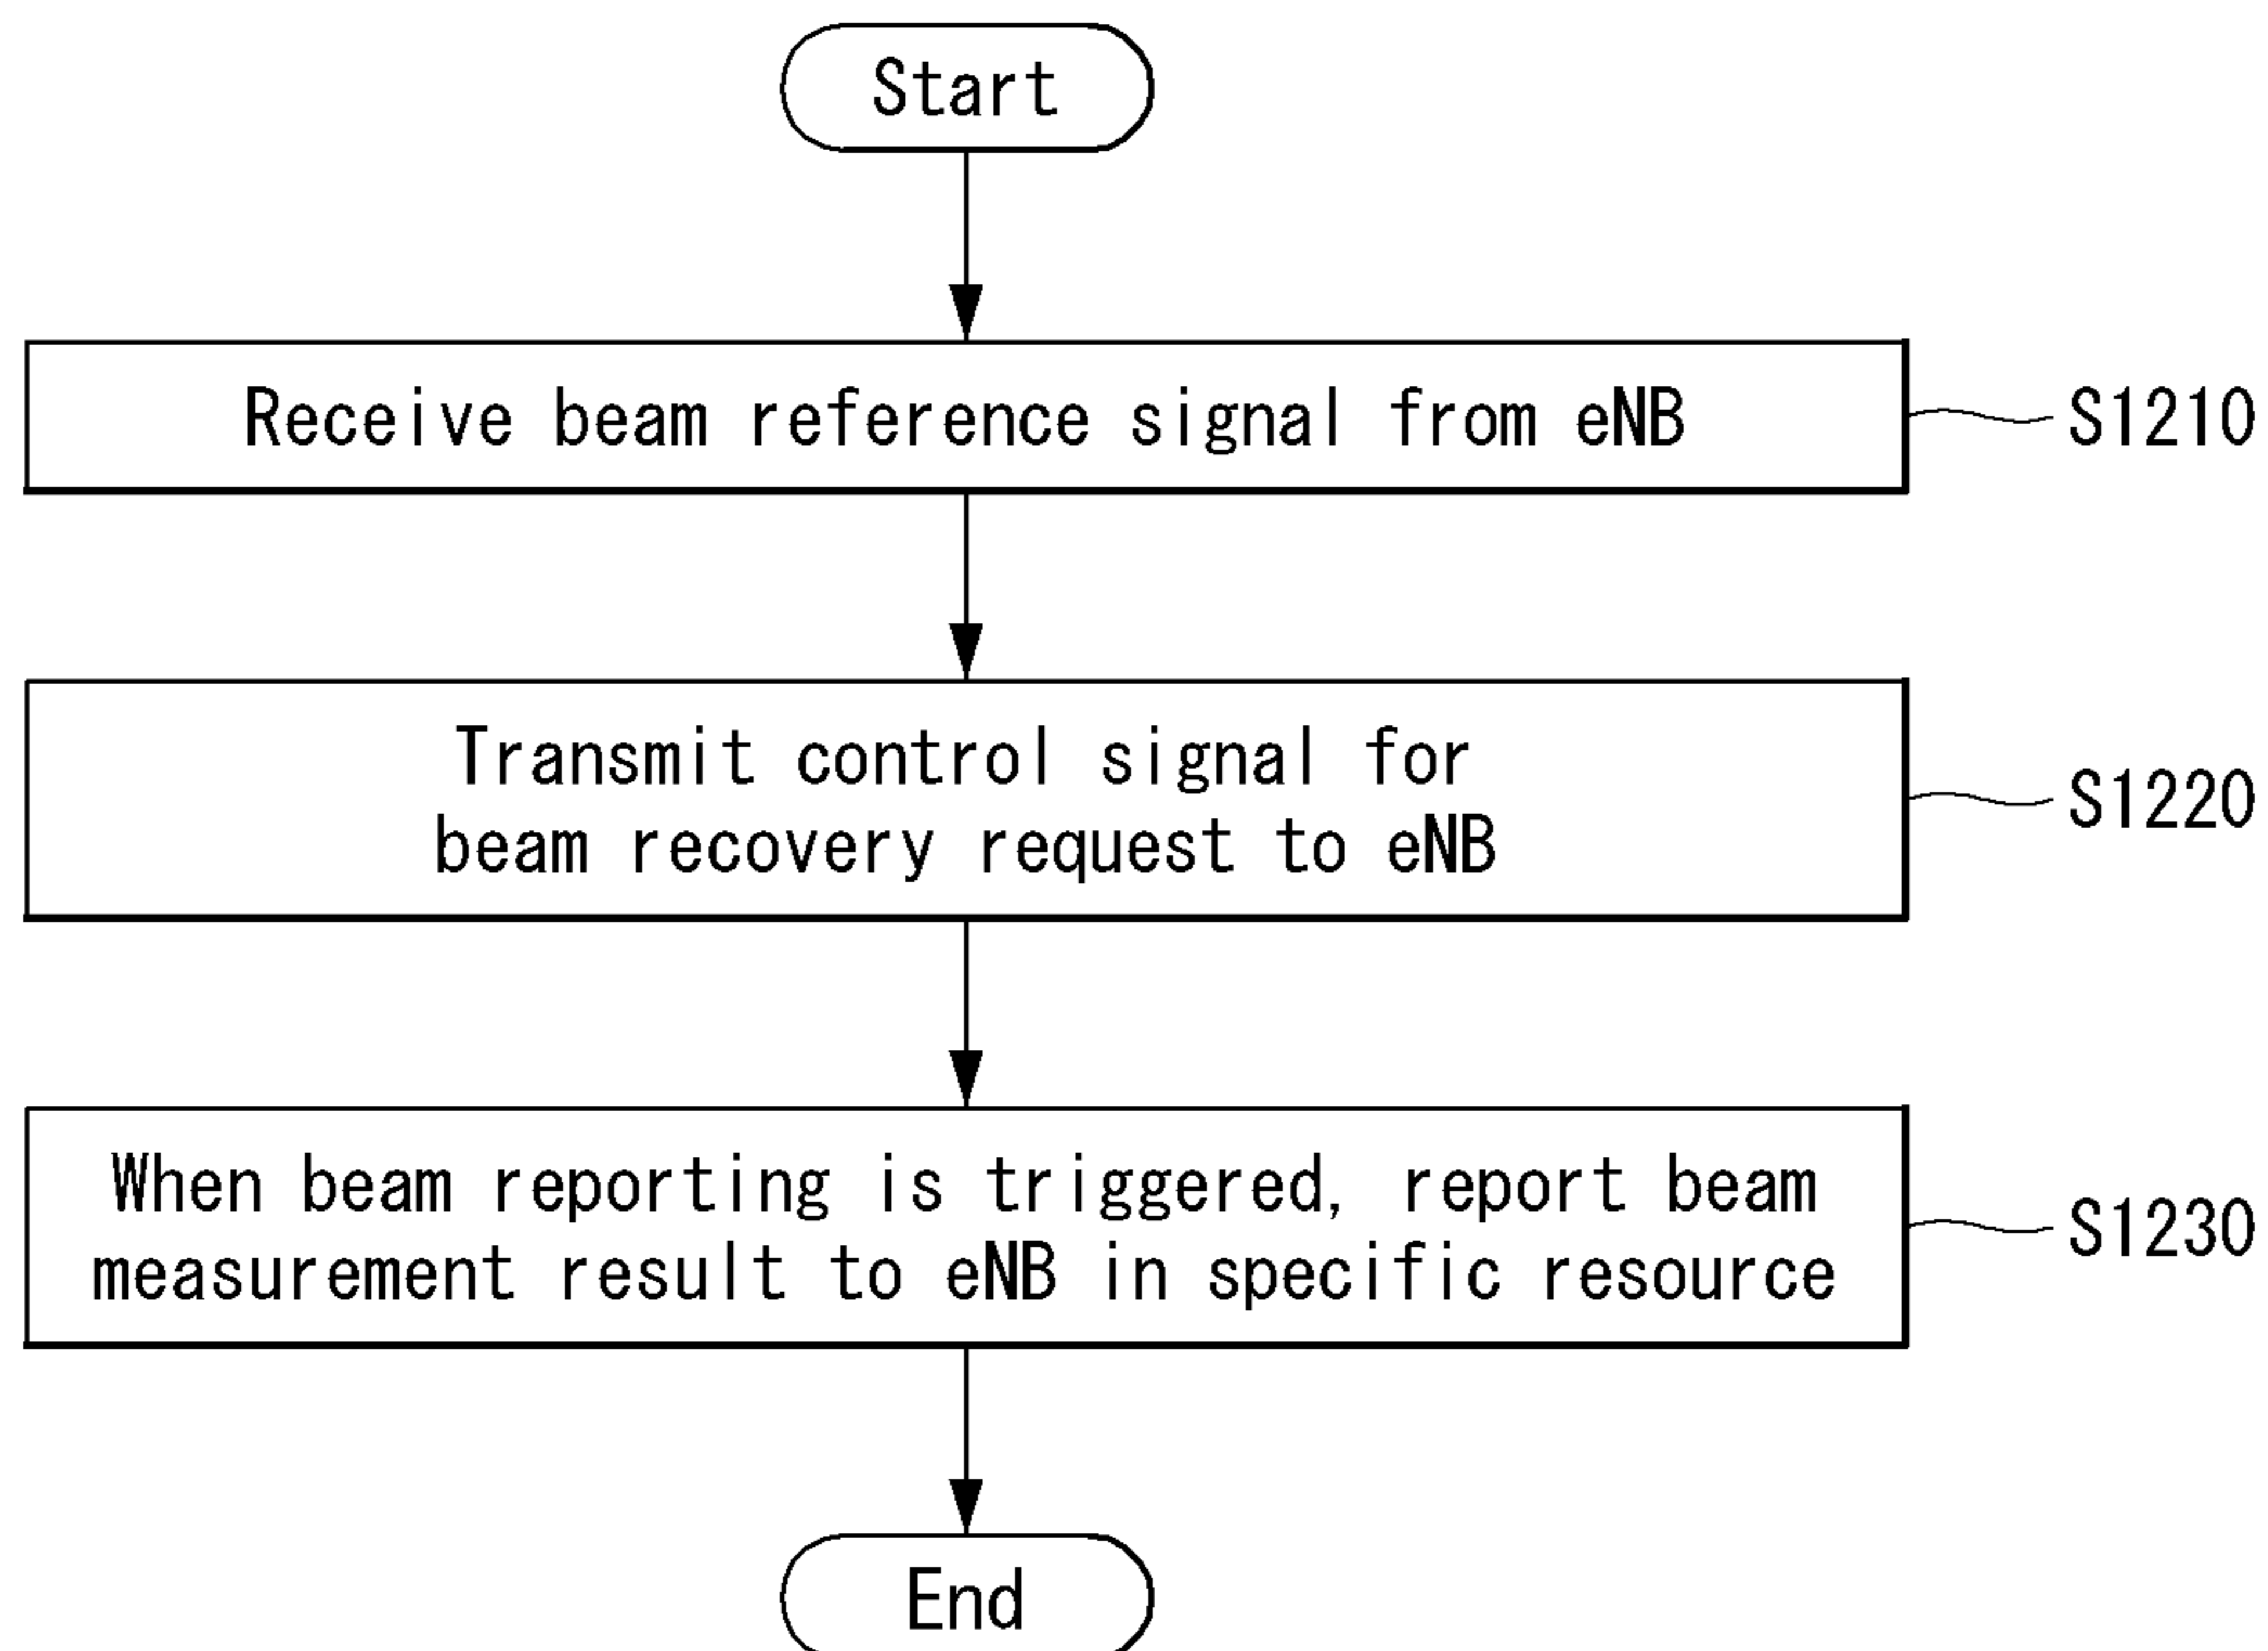 Start
Receive beam reference signal from eNB
S1210
Transmit control signal for
beam recovery request to eNB
S1220
When beam reporting is triggered, report beam
measurement result to eNB in specific resource
S1230
End